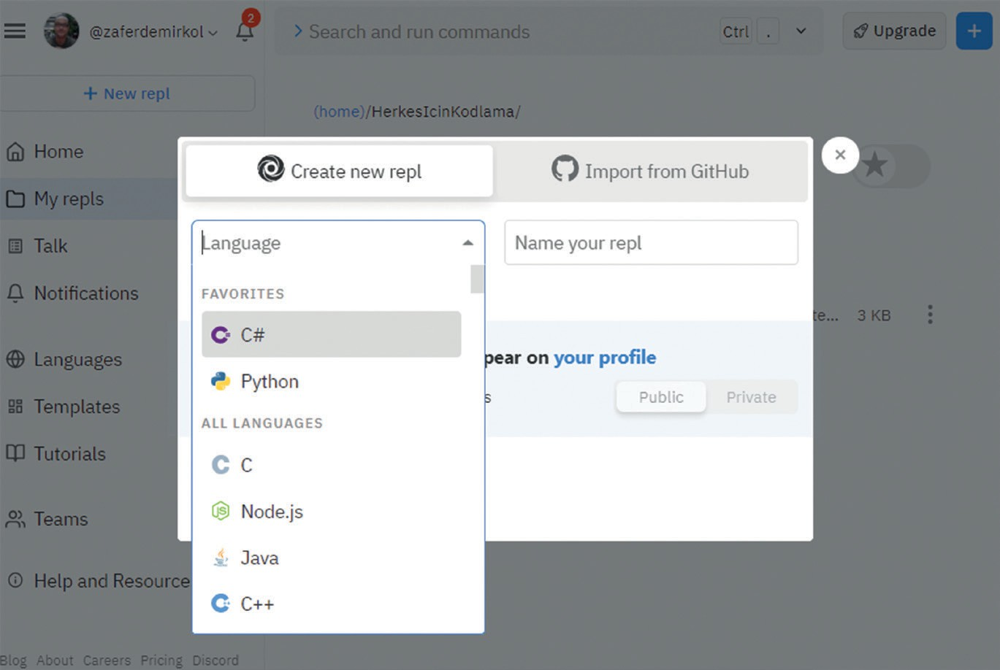 @zaferdemirkol
2
Search and run commands
Ctrl .
Upgrade
+
+ New repl
(home)/HerkesIcinKodlama/
Home
My repls
Talk
Notifications
Languages
Templates
Tutorials
Teams
Help and Resource
Blog About Careers Pricing Discord
Create new repl
Import from GitHub
Language
Name your repl
FAVORITES
C#
Python
ALL LANGUAGES
C
Node.js
Java
C++
pear on your profile
s
Public
Private
te... 3 KB